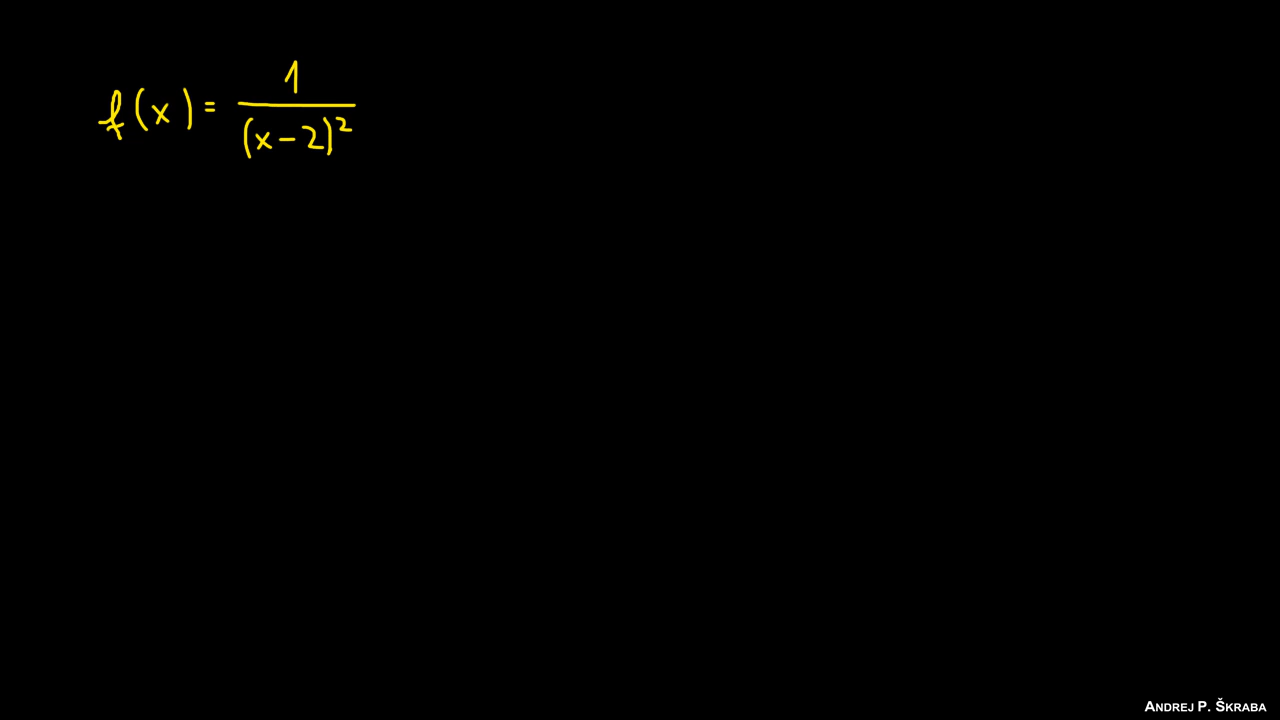 f(x) = 1/(x-2)²
ANDREJ P. ŠKRABA